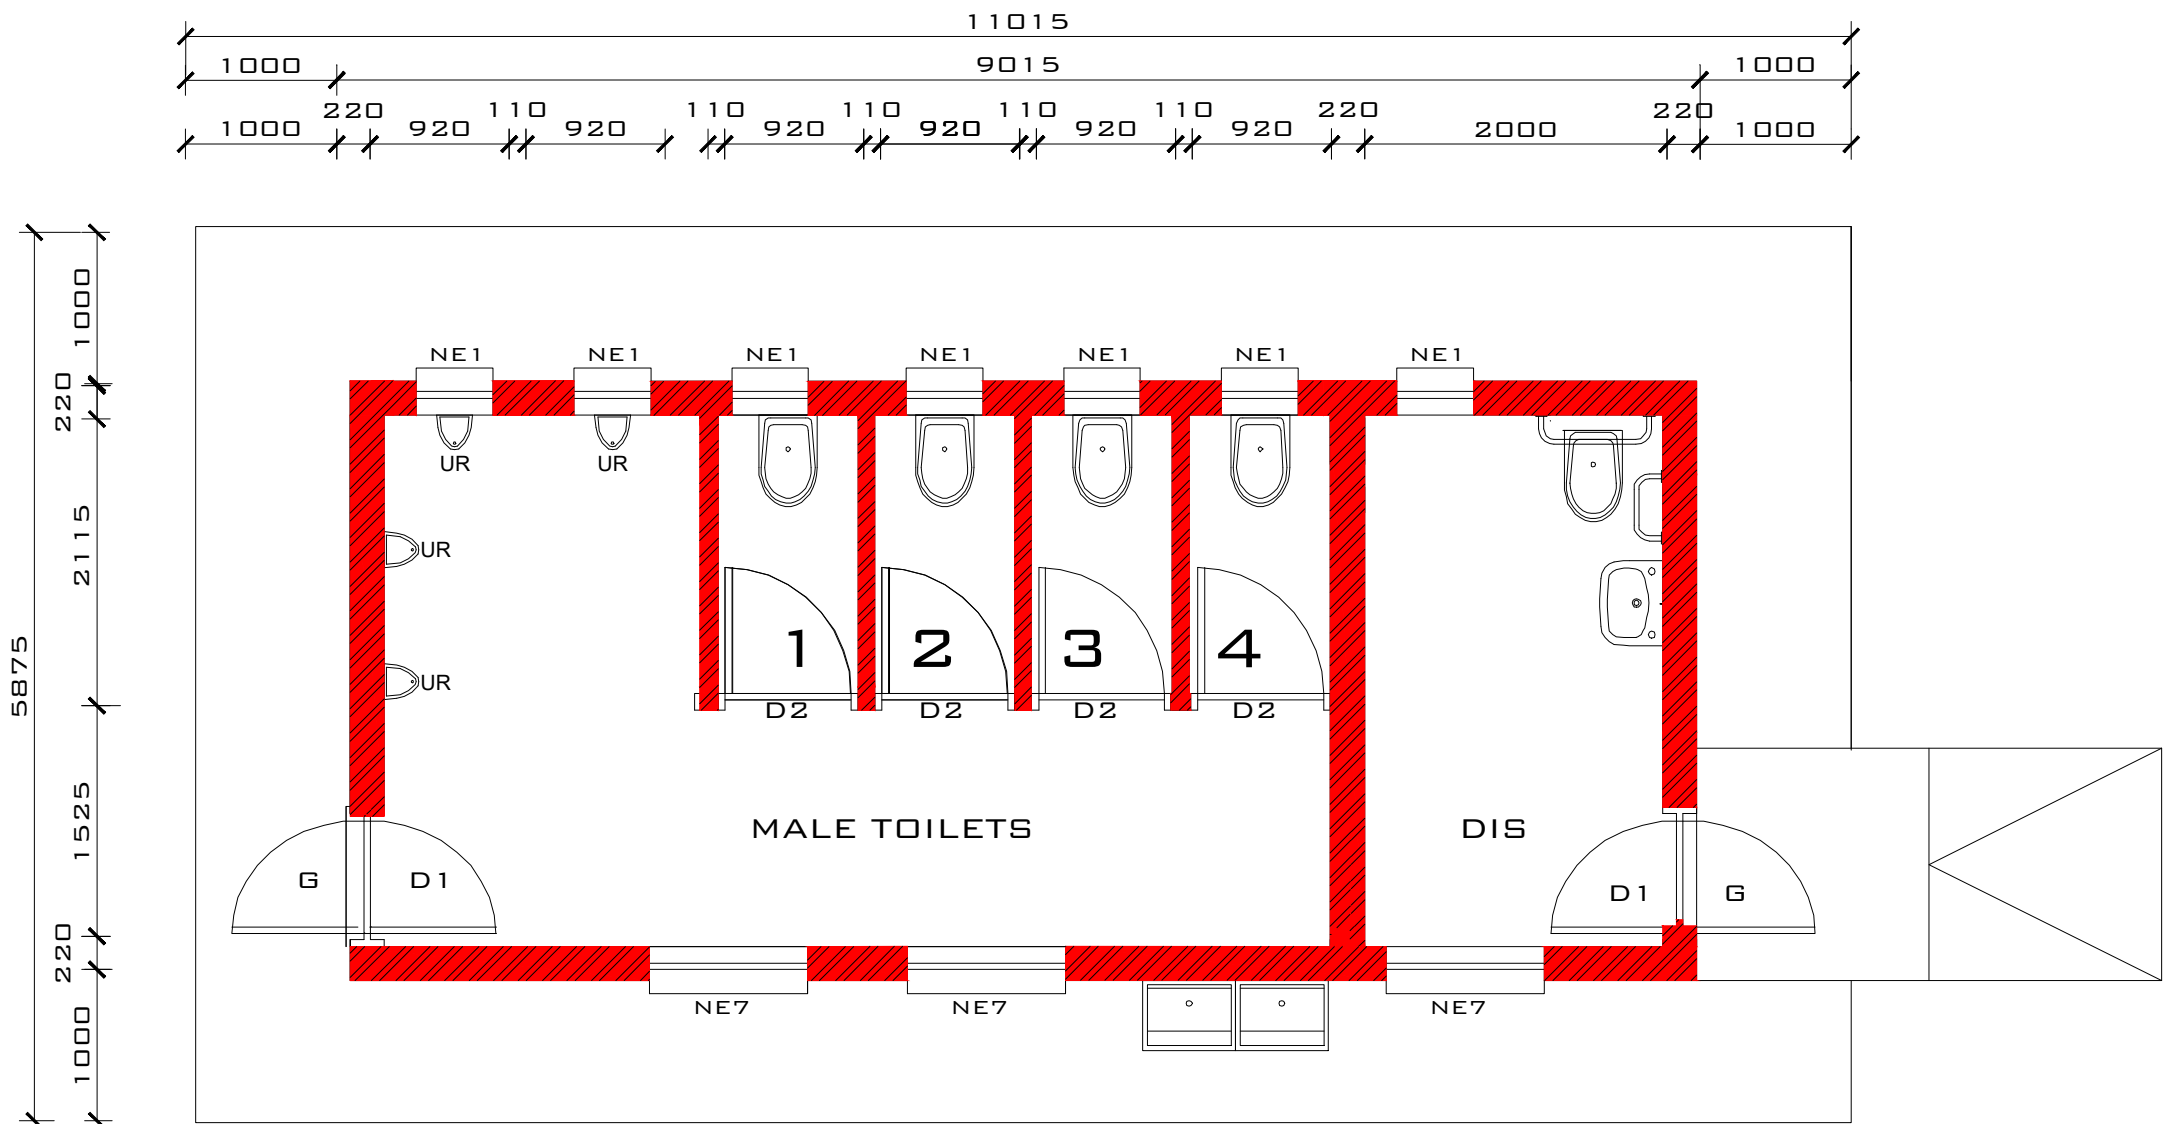 11015
1000 9015 1000
220 110 110 110 110 110 220 220
1000 920 920 920 920 920 920 2000 1000
1000
220
2115
5875
1525
220
1000
NE1 NE1 NE1 NE1 NE1 NE1 NE1
UR UR
UR
UR
1 2 3 4
D2 D2 D2 D2
MALE TOILETS DIS
G D1 D1 G
NE7 NE7 NE7